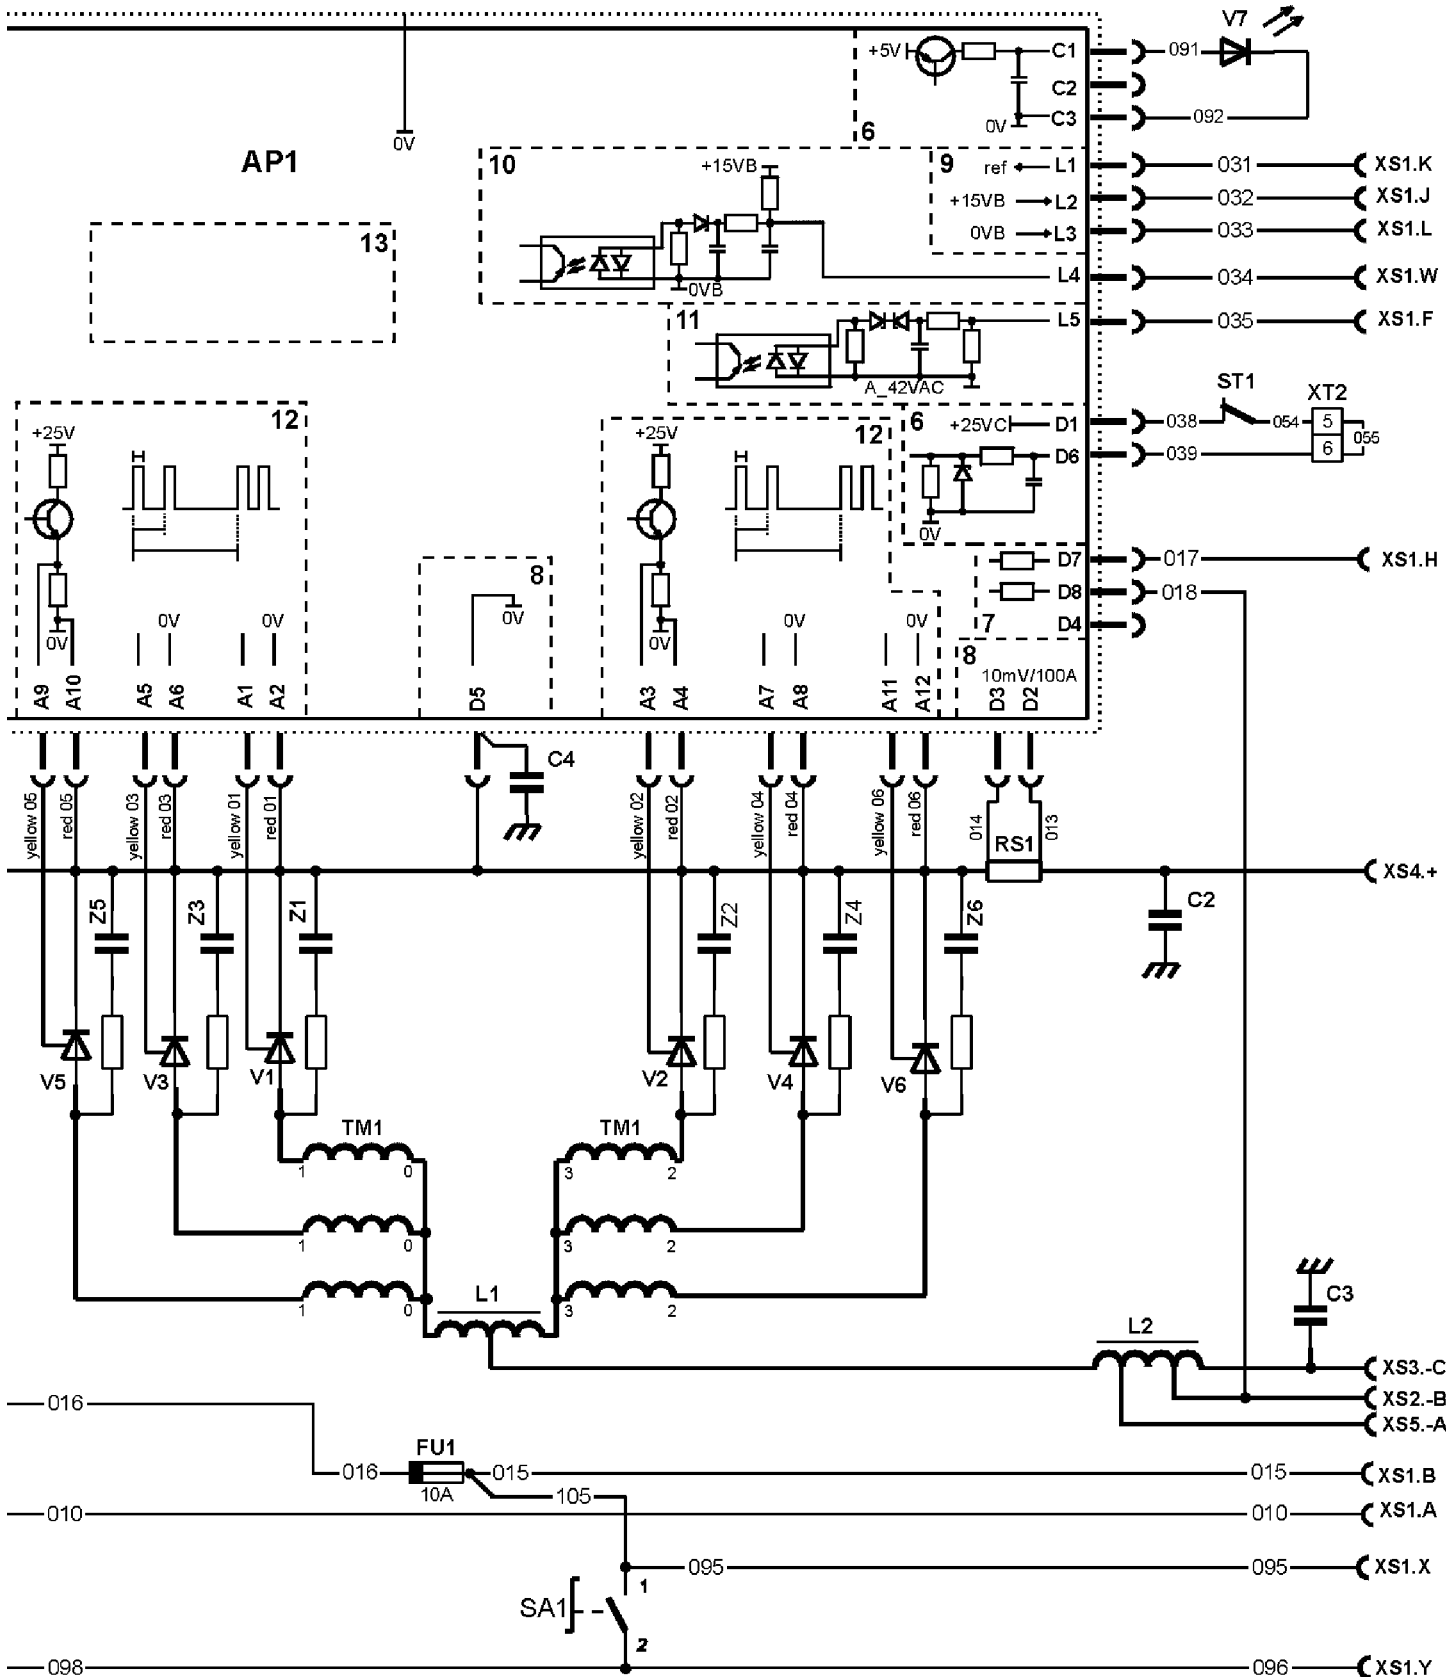 V7
+5V
C1
091
C2
0V
C3
092
6
0V
AP1
10
+15VB
9
ref
L1
031
XS1.K
+15VB
L2
032
XS1.J
0VB
L3
033
XS1.L
13
L4
034
XS1.W
0VB
11
L5
035
XS1.F
A_42VAC
ST1
XT2
12
+25V
12
+25V
6
+25VC
D1
038
054
5
055
D6
039
6
0V
8
0V
D7
017
XS1.H
D8
018
7
D4
0V
0V
0V
0V
0V
0V
8
10mV/100A
A9
A10
A5
A6
A1
A2
D5
A3
A4
A7
A8
A11
A12
D3
D2
C4
yellow 05
red 05
yellow 03
red 03
yellow 01
red 01
yellow 02
red 02
yellow 04
red 04
yellow 06
red 06
014
013
RS1
XS4.+
Z5
Z3
Z1
Z2
Z4
Z6
C2
V5
V3
V1
V2
V4
V6
TM1
TM1
1
0
3
2
1
0
3
2
1
0
3
2
L1
C3
L2
XS3.-C
XS2.-B
XS5.-A
016
FU1
016
015
015
XS1.B
10A
105
010
010
XS1.A
095
095
XS1.X
1
SA1
2
098
096
XS1.Y